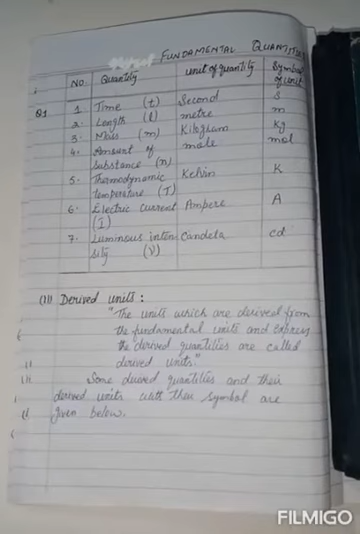 FUNDAMENTAL QUANTITIES
No. Quantity unit of quantity Symbol of unit
Q1 1. Time (t) Second s
2. Length (l) metre m
3. Mass (m) Kilogram kg
4. Amount of substance (n) mole mol
5. Thermodynamic temperature (T) Kelvin K
6. Electric current (I) Ampere A
7. Luminous intensity (V) Candela cd
(III) Derived units:
"The units which are derived from
the fundamental units and express
the derived quantities are called
derived units."
Some derived quantities and their
derived units with their symbol are
given below.
FILMIGO